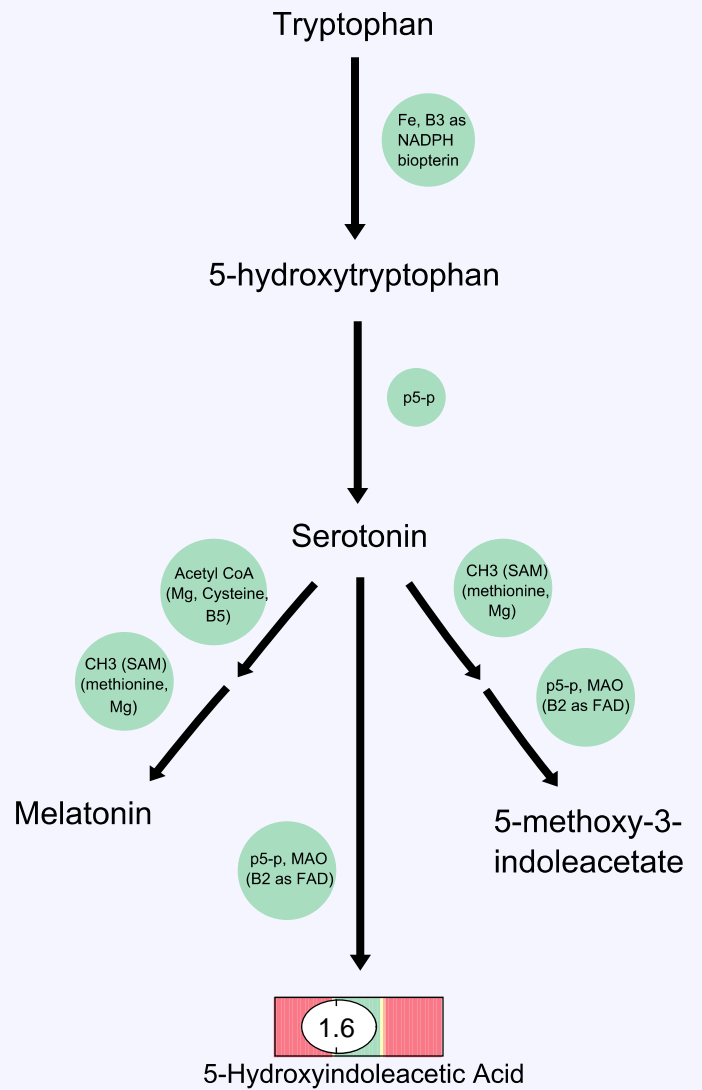 Tryptophan
Fe, B3 as
NADPH
biopterin
5-hydroxytryptophan
p5-p
Serotonin
Acetyl CoA
(Mg, Cysteine,
B5)
CH3 (SAM)
(methionine,
Mg)
CH3 (SAM)
(methionine,
Mg)
p5-p, MAO
(B2 as FAD)
Melatonin
5-methoxy-3-
indoleacetate
p5-p, MAO
(B2 as FAD)
1.6
5-Hydroxyindoleacetic Acid